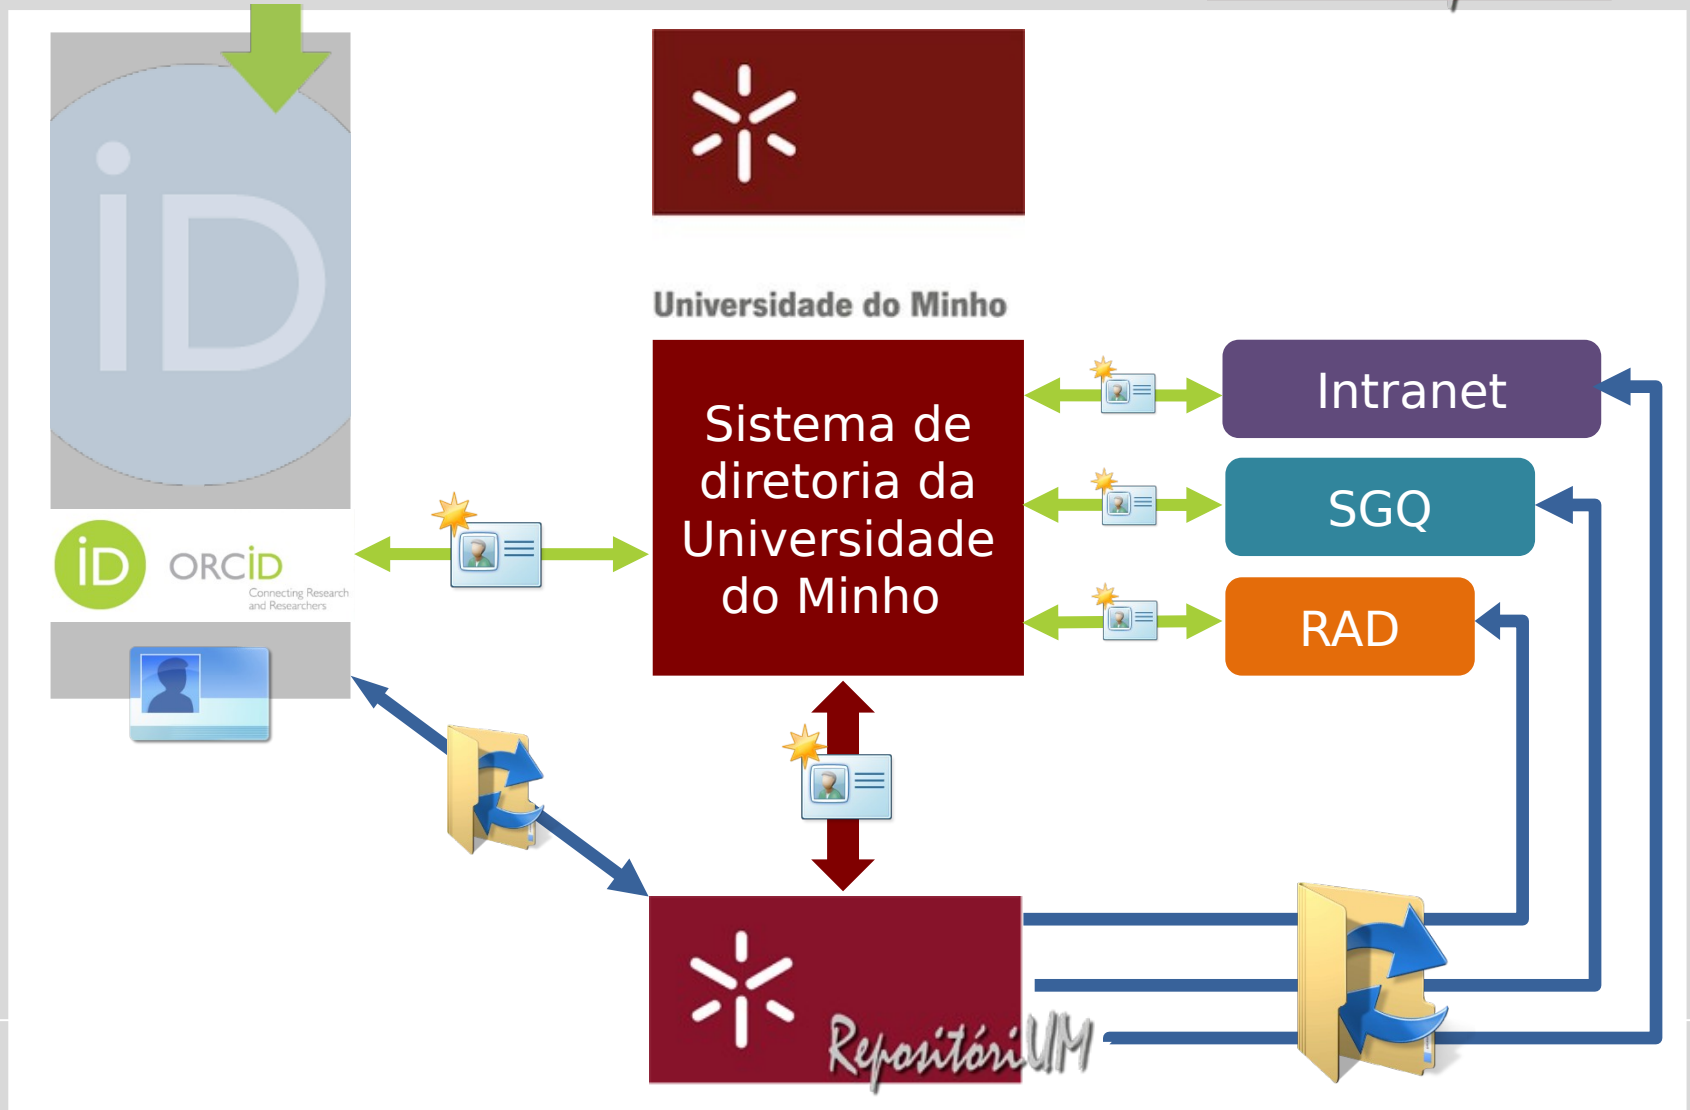 iD
iD ORCiD
Connecting Research
and Researchers
Universidade do Minho
Sistema de
diretoria da
Universidade
do Minho
Intranet
SGQ
RAD
RepositóriUM